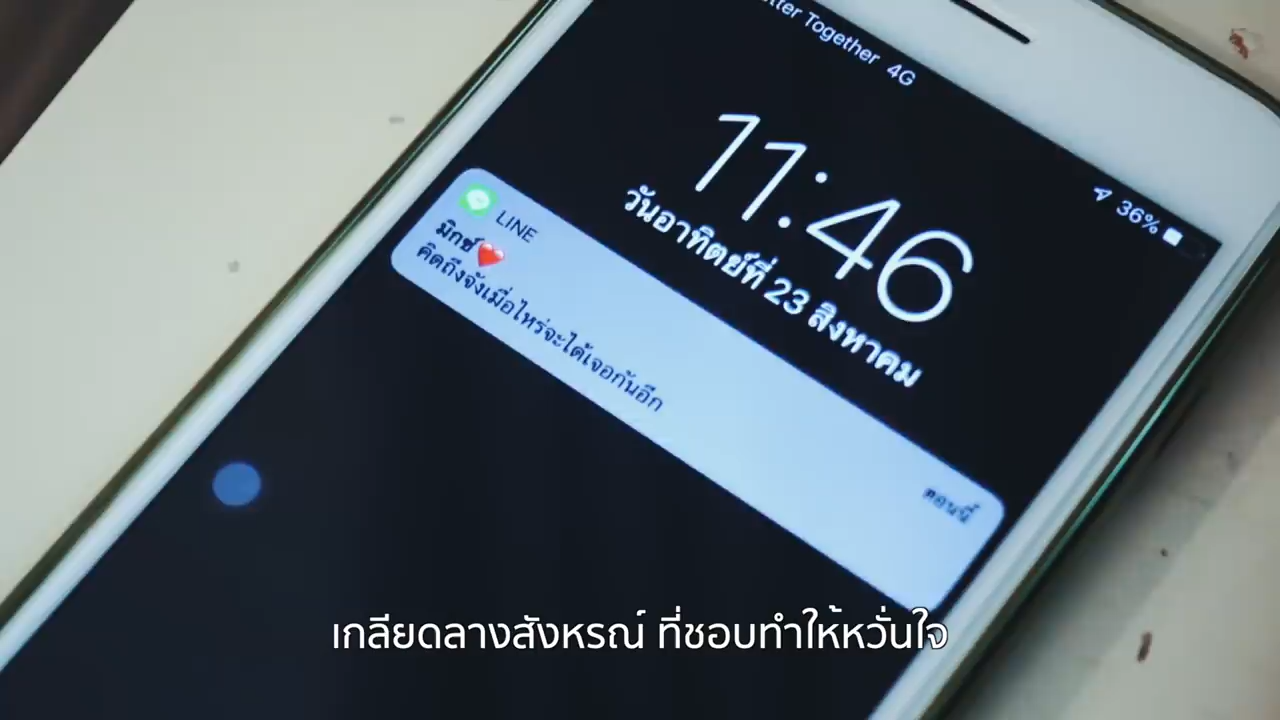 Together 4G
36%
11:46
วันอาทิตย์ที่ 23 สิงหาคม
LINE
มิกซ์❤️
คิดถึงจังเมื่อไหร่จะได้เจอกันอีก
ตอนนี้
เกลียดลางสังหรณ์ ที่ชอบทำให้หวั่นใจ